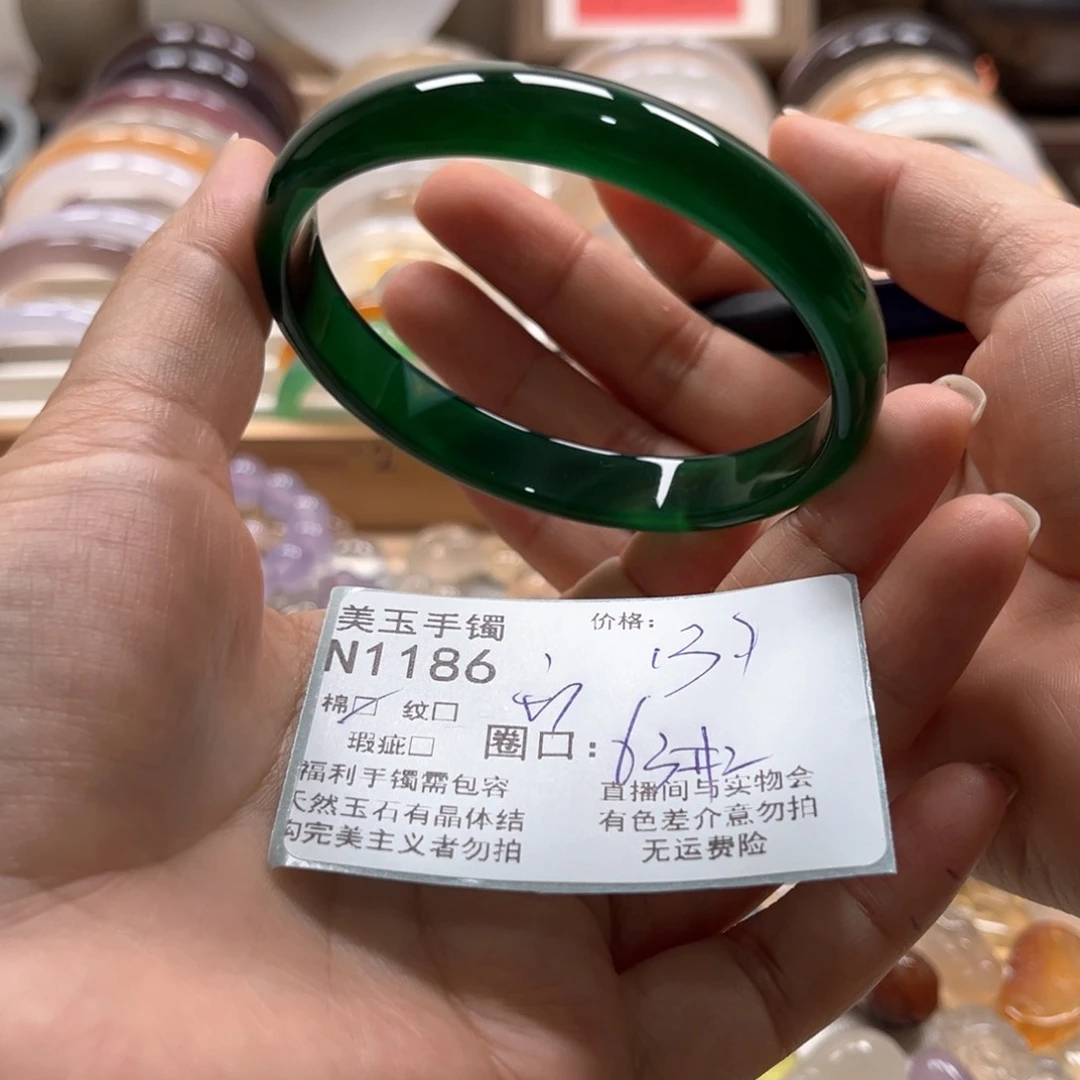 美玉手镯
价格：
N1186
棉□ 纹□
瑕疵□
圈口：
福利手镯需包容
天然玉石有晶体结
构完美主义者勿拍
直播间与实物会
有色差介意勿拍
无运费险